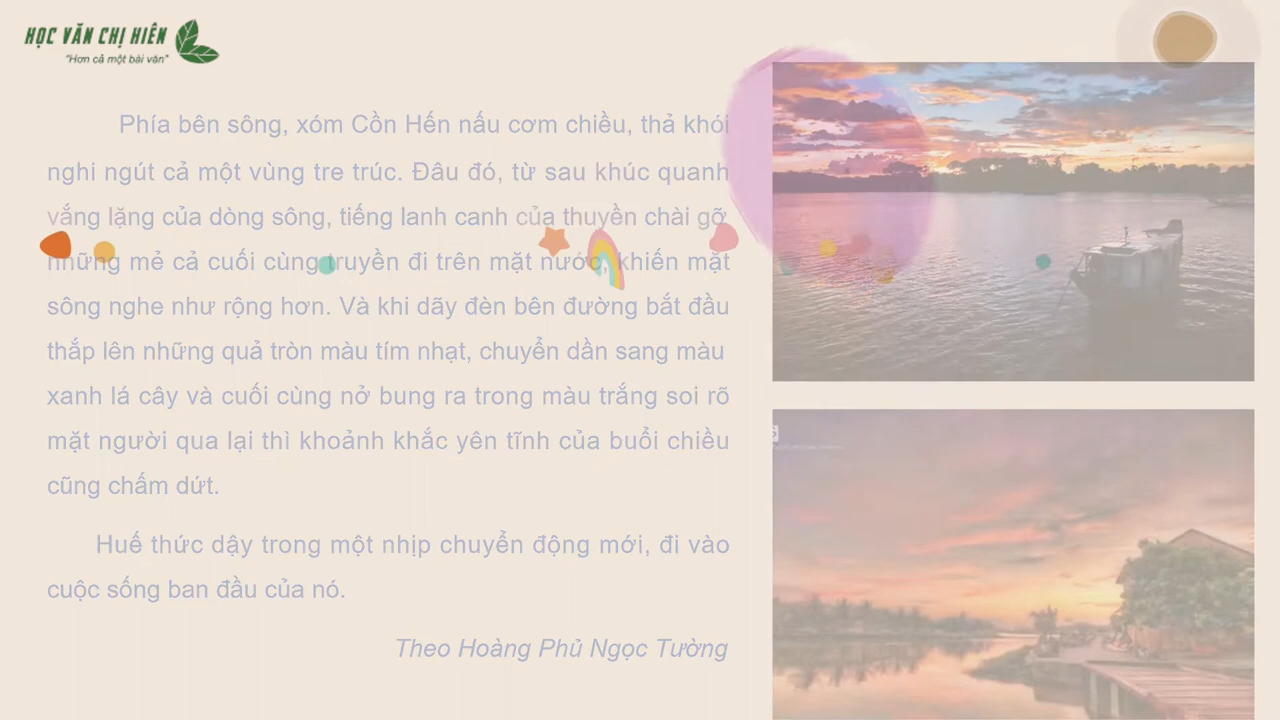 HỌC VĂN CHỊ HIÊN
"Hơn cả một bài văn"
Phía bên sông, xóm Cồn Hến nấu cơm chiều, thả khói
nghi ngút cả một vùng tre trúc. Đâu đó, từ sau khúc quanh
vắng lặng của dòng sông, tiếng lanh canh của thuyền chài gỡ
những mẻ cả cuối cùng truyền đi trên mặt nước, khiến mặt
sông nghe như rộng hơn. Và khi dãy đèn bên đường bắt đầu
thắp lên những quả tròn màu tím nhạt, chuyển dần sang màu
xanh lá cây và cuối cùng nở bung ra trong màu trắng soi rõ
mặt người qua lại thì khoảnh khắc yên tĩnh của buổi chiều
cũng chấm dứt.
Huế thức dậy trong một nhịp chuyển động mới, đi vào
cuộc sống ban đầu của nó.
Theo Hoàng Phủ Ngọc Tường